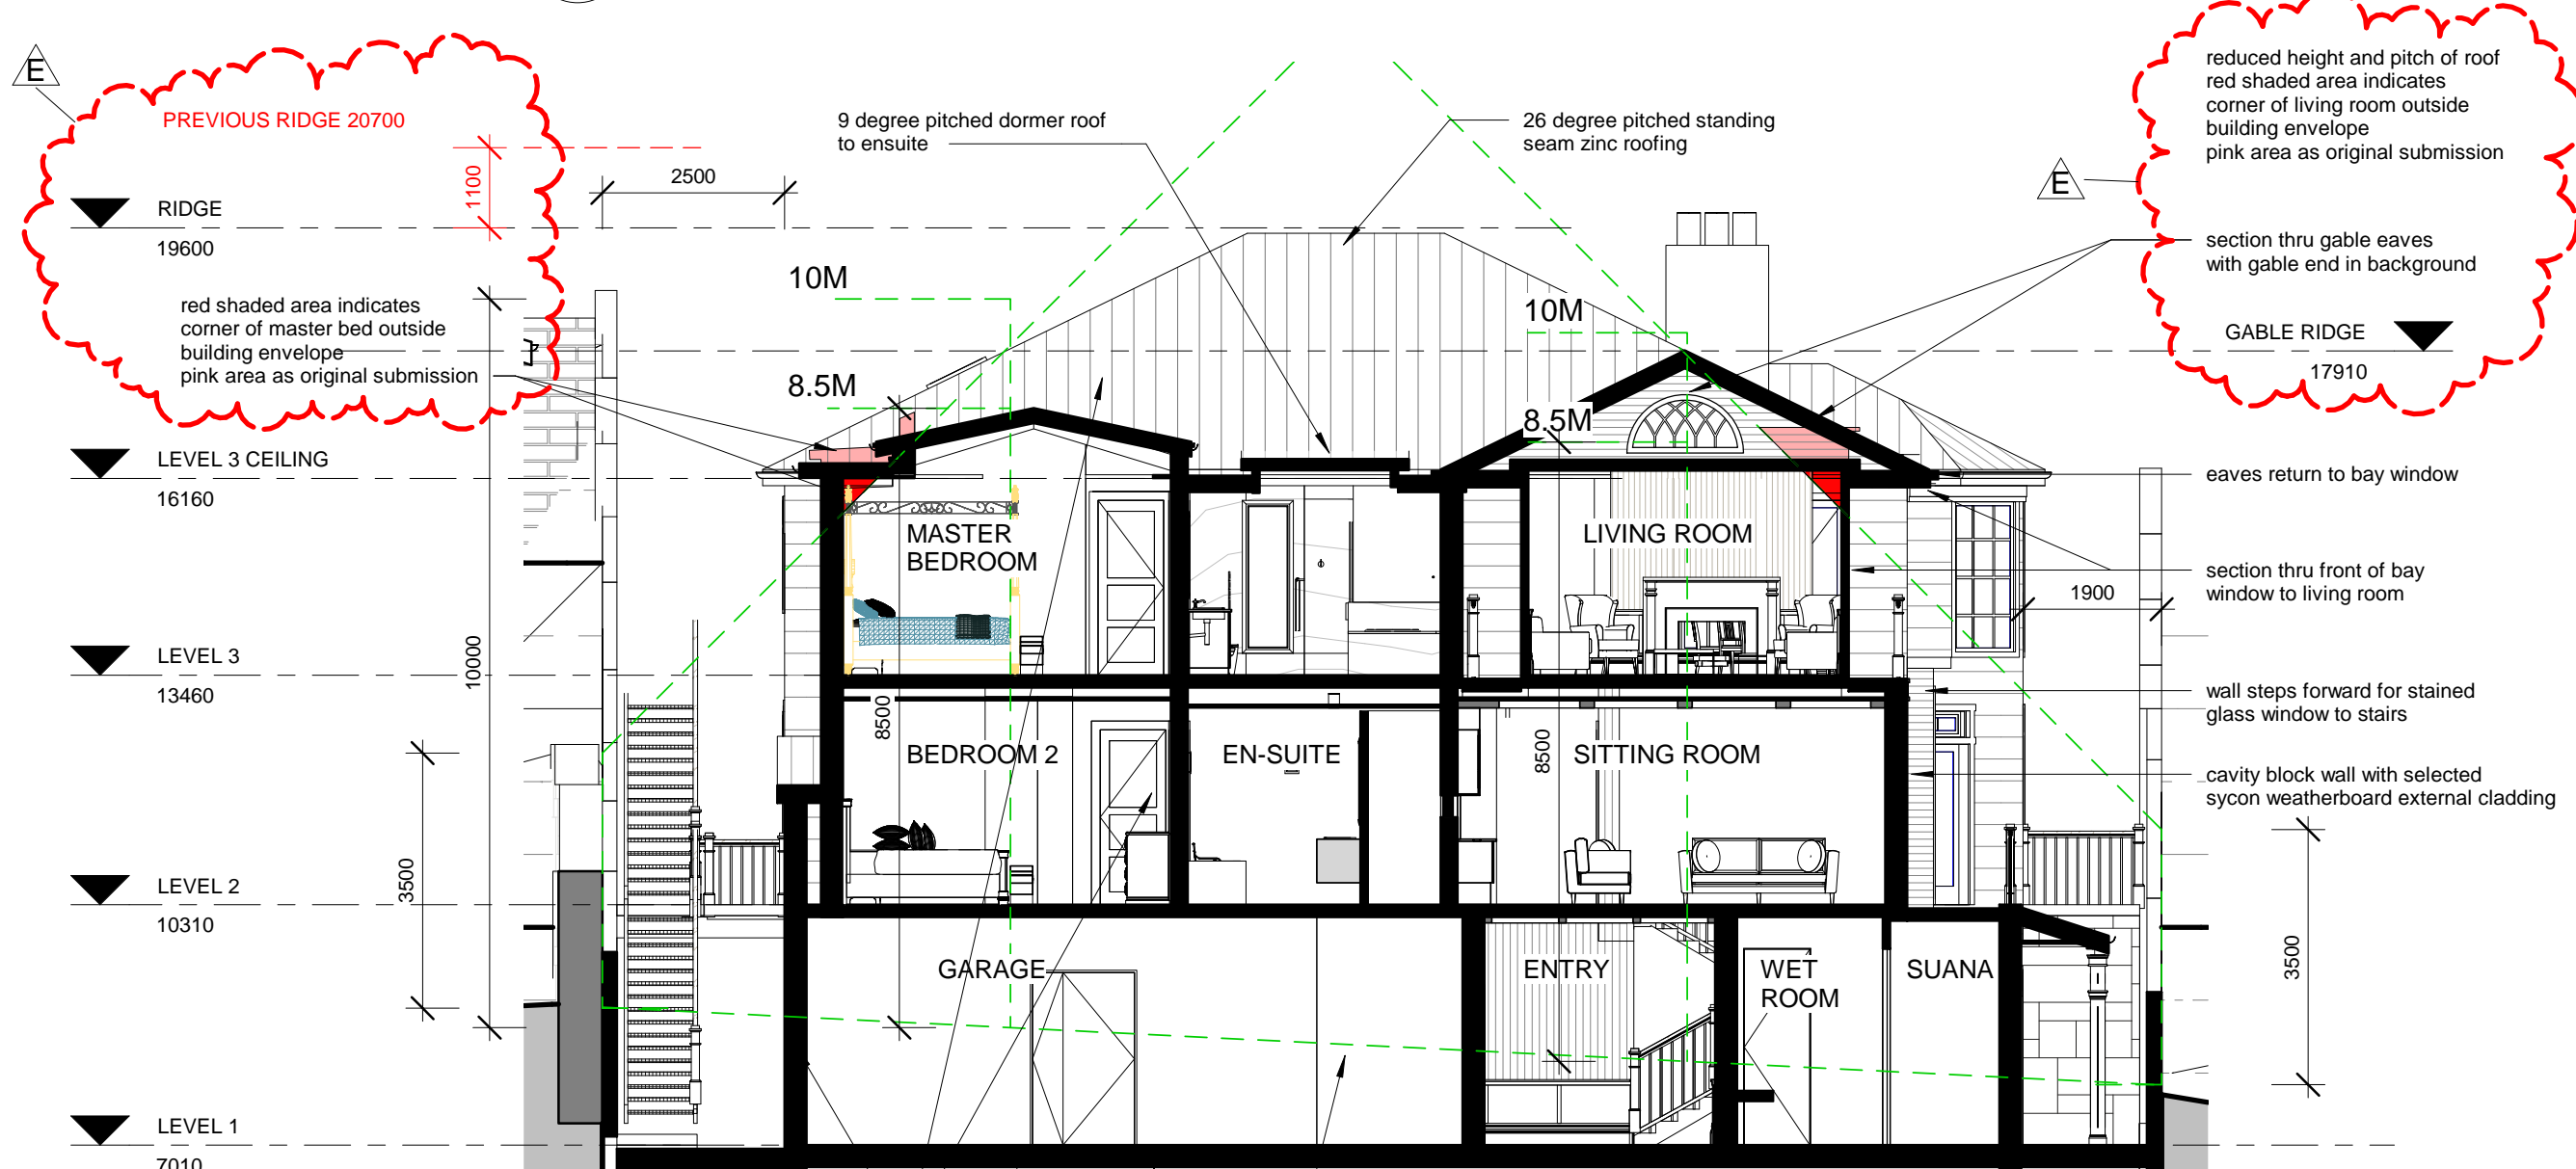 E
PREVIOUS RIDGE 20700
1100
2500
RIDGE
19600
red shaded area indicates
corner of master bed outside
building envelope
pink area as original submission
9 degree pitched dormer roof
to ensuite
26 degree pitched standing
seam zinc roofing
E
reduced height and pitch of roof
red shaded area indicates
corner of living room outside
building envelope
pink area as original submission
section thru gable eaves
with gable end in background
GABLE RIDGE
17910
10M
8.5M
10M
8.5M
LEVEL 3 CEILING
16160
eaves return to bay window
MASTER
BEDROOM
LIVING ROOM
section thru front of bay
window to living room
1900
LEVEL 3
13460
10000
wall steps forward for stained
glass window to stairs
8500
8500
BEDROOM 2
EN-SUITE
SITTING ROOM
cavity block wall with selected
sycon weatherboard external cladding
3500
LEVEL 2
10310
3500
GARAGE
ENTRY
WET
ROOM
SUANA
LEVEL 1
7010